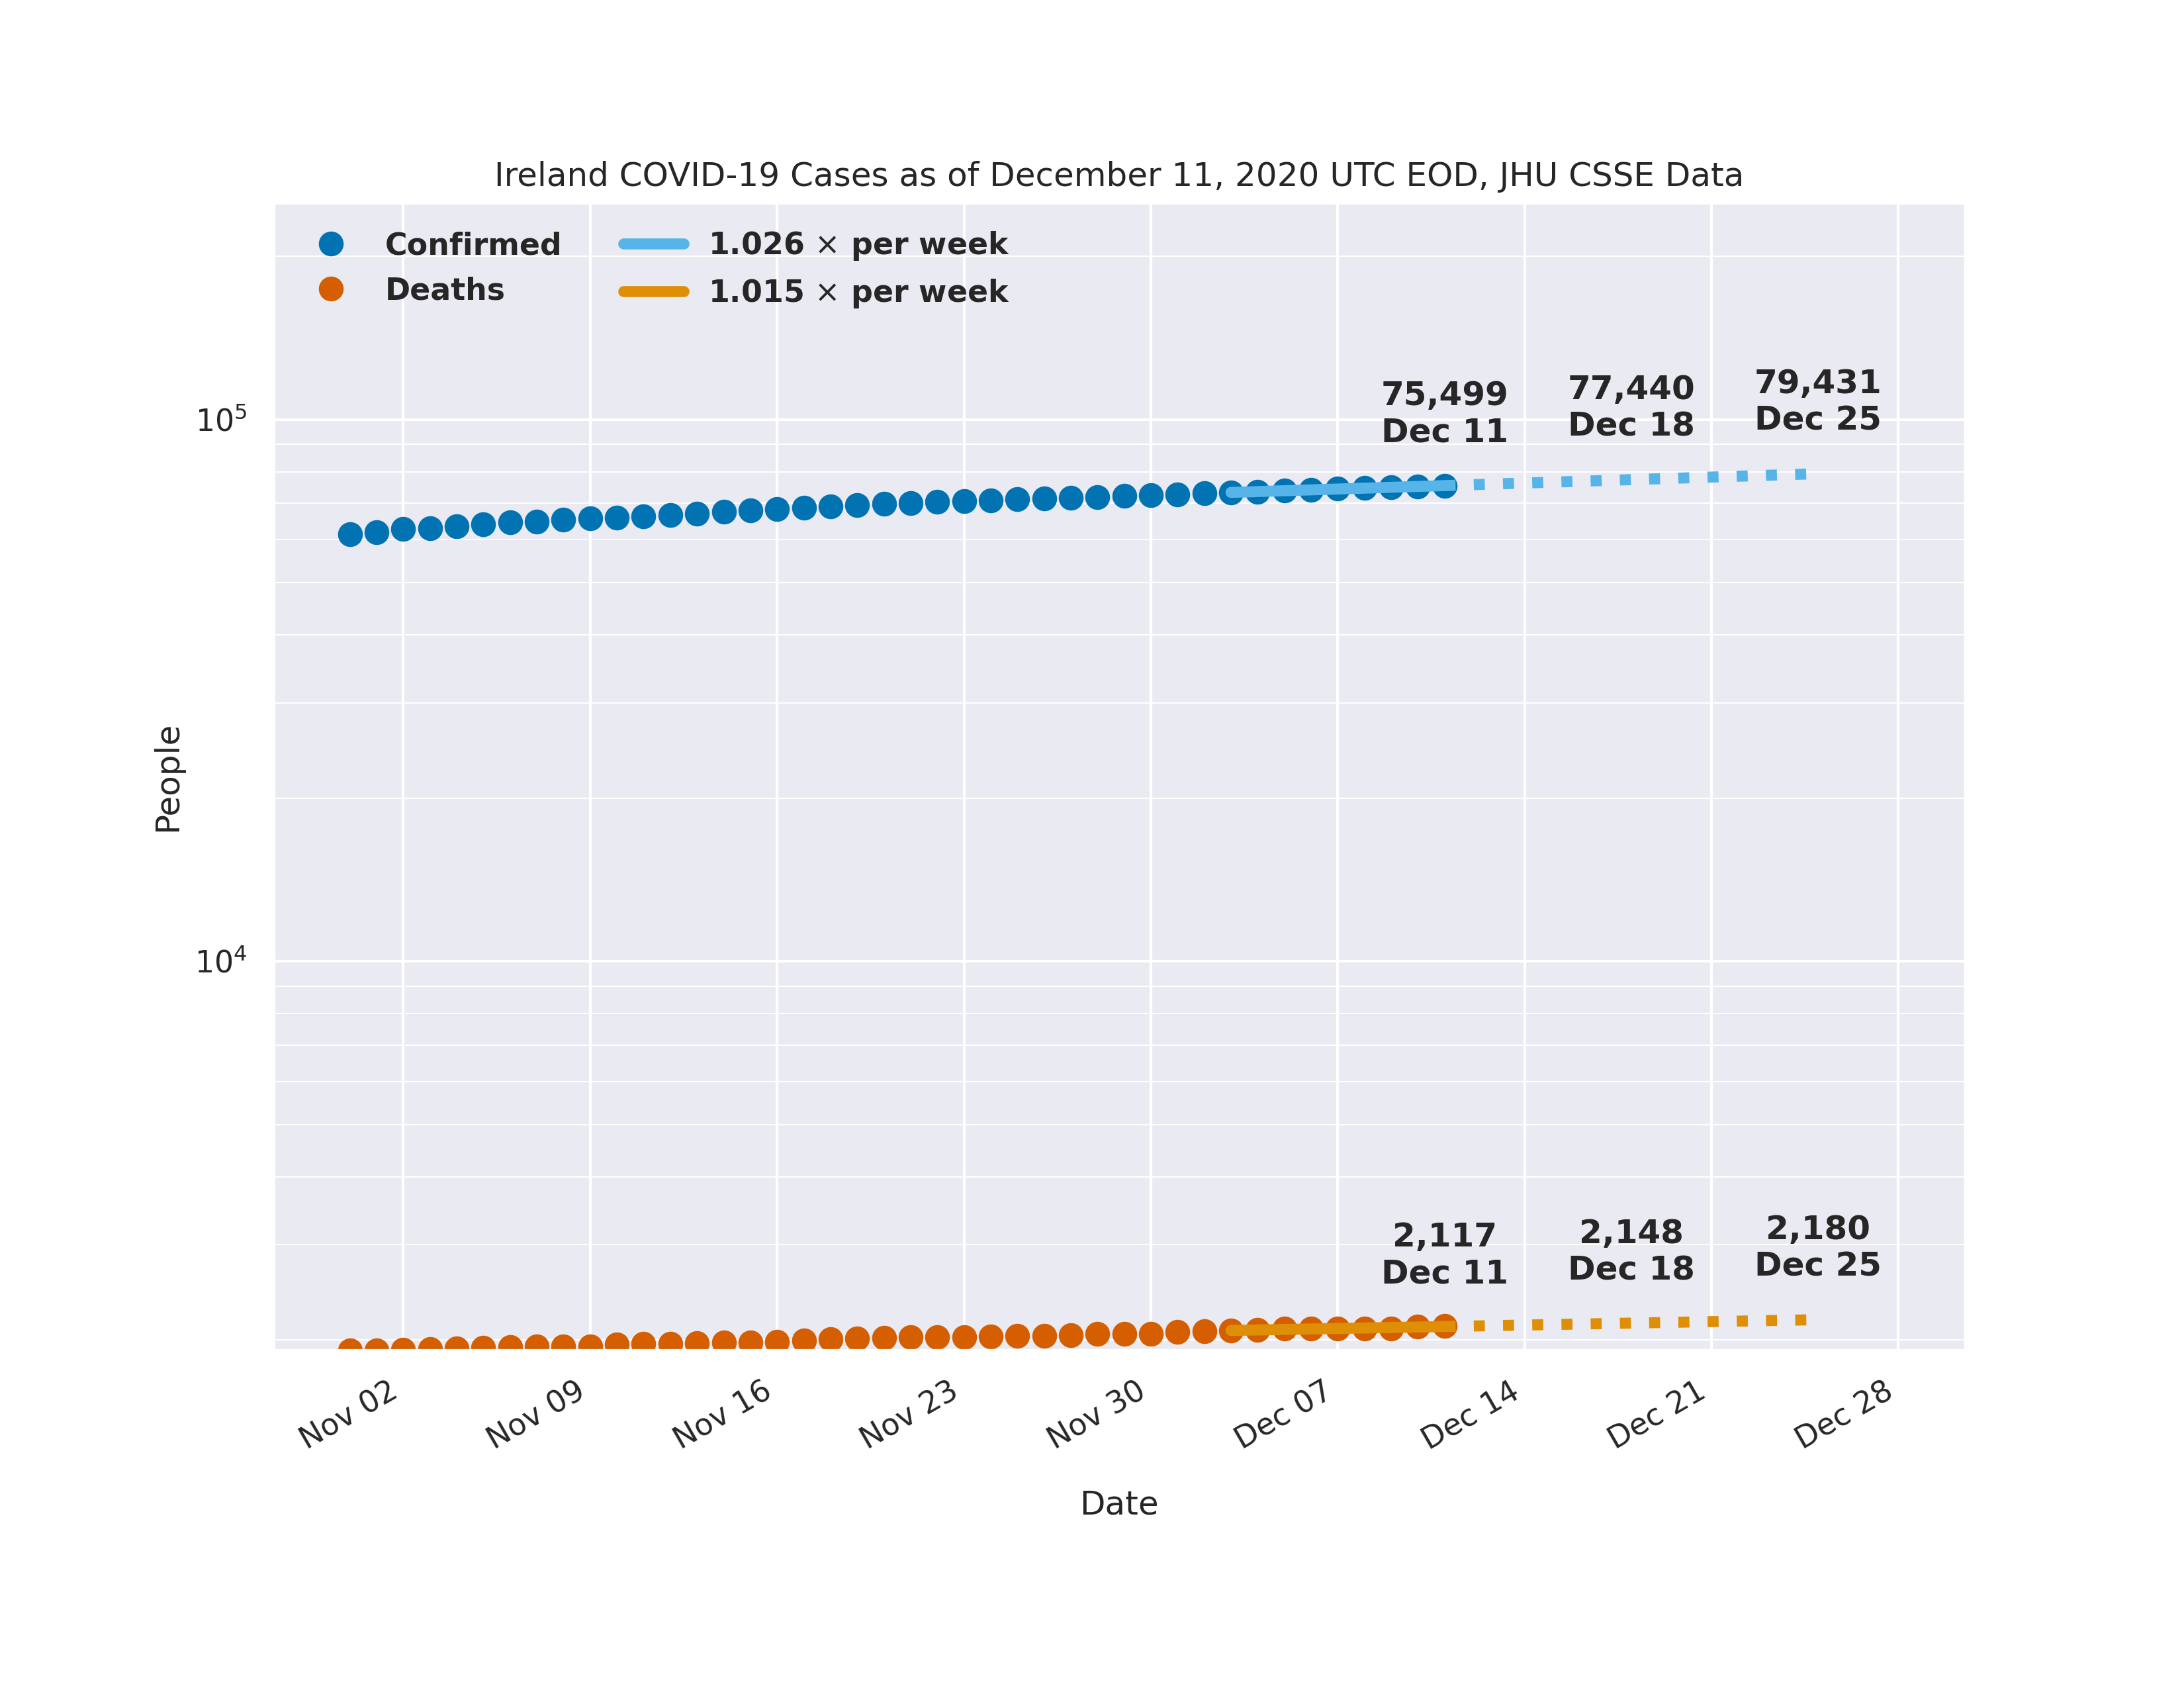 Ireland COVID-19 Cases as of December 11, 2020 UTC EOD, JHU CSSE Data
Confirmed
Deaths
1.026 × per week
1.015 × per week
75,499
Dec 11
77,440
Dec 18
79,431
Dec 25
10⁵
10⁴
People
2,117
Dec 11
2,148
Dec 18
2,180
Dec 25
Nov 02
Nov 09
Nov 16
Nov 23
Nov 30
Dec 07
Dec 14
Dec 21
Dec 28
Date